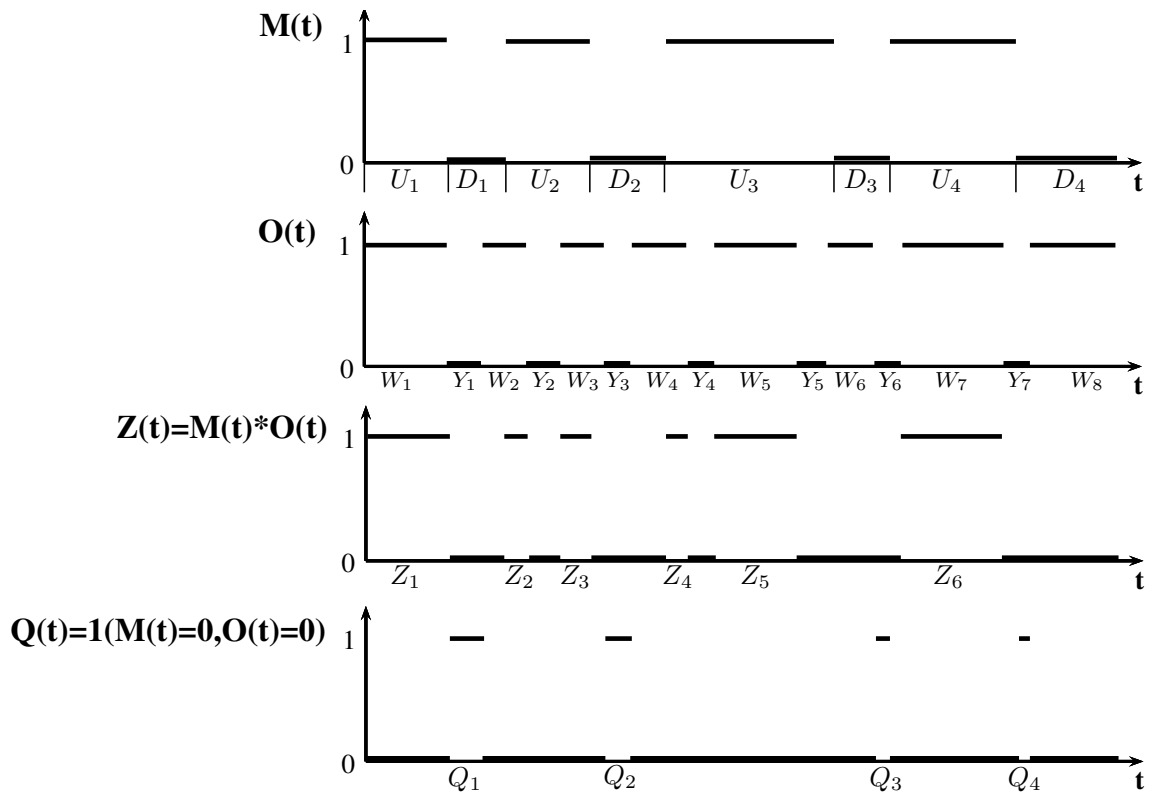 M(t)
1
0
U₁ D₁ U₂ D₂ U₃ D₃ U₄ D₄ t
O(t)
1
0
W₁ Y₁ W₂ Y₂ W₃ Y₃ W₄ Y₄ W₅ Y₅ W₆ Y₆ W₇ Y₇ W₈ t
Z(t)=M(t)*O(t)
1
0
Z₁ Z₂ Z₃ Z₄ Z₅ Z₆ t
Q(t)=1(M(t)=0,O(t)=0)
1
0
Q₁ Q₂ Q₃ Q₄ t